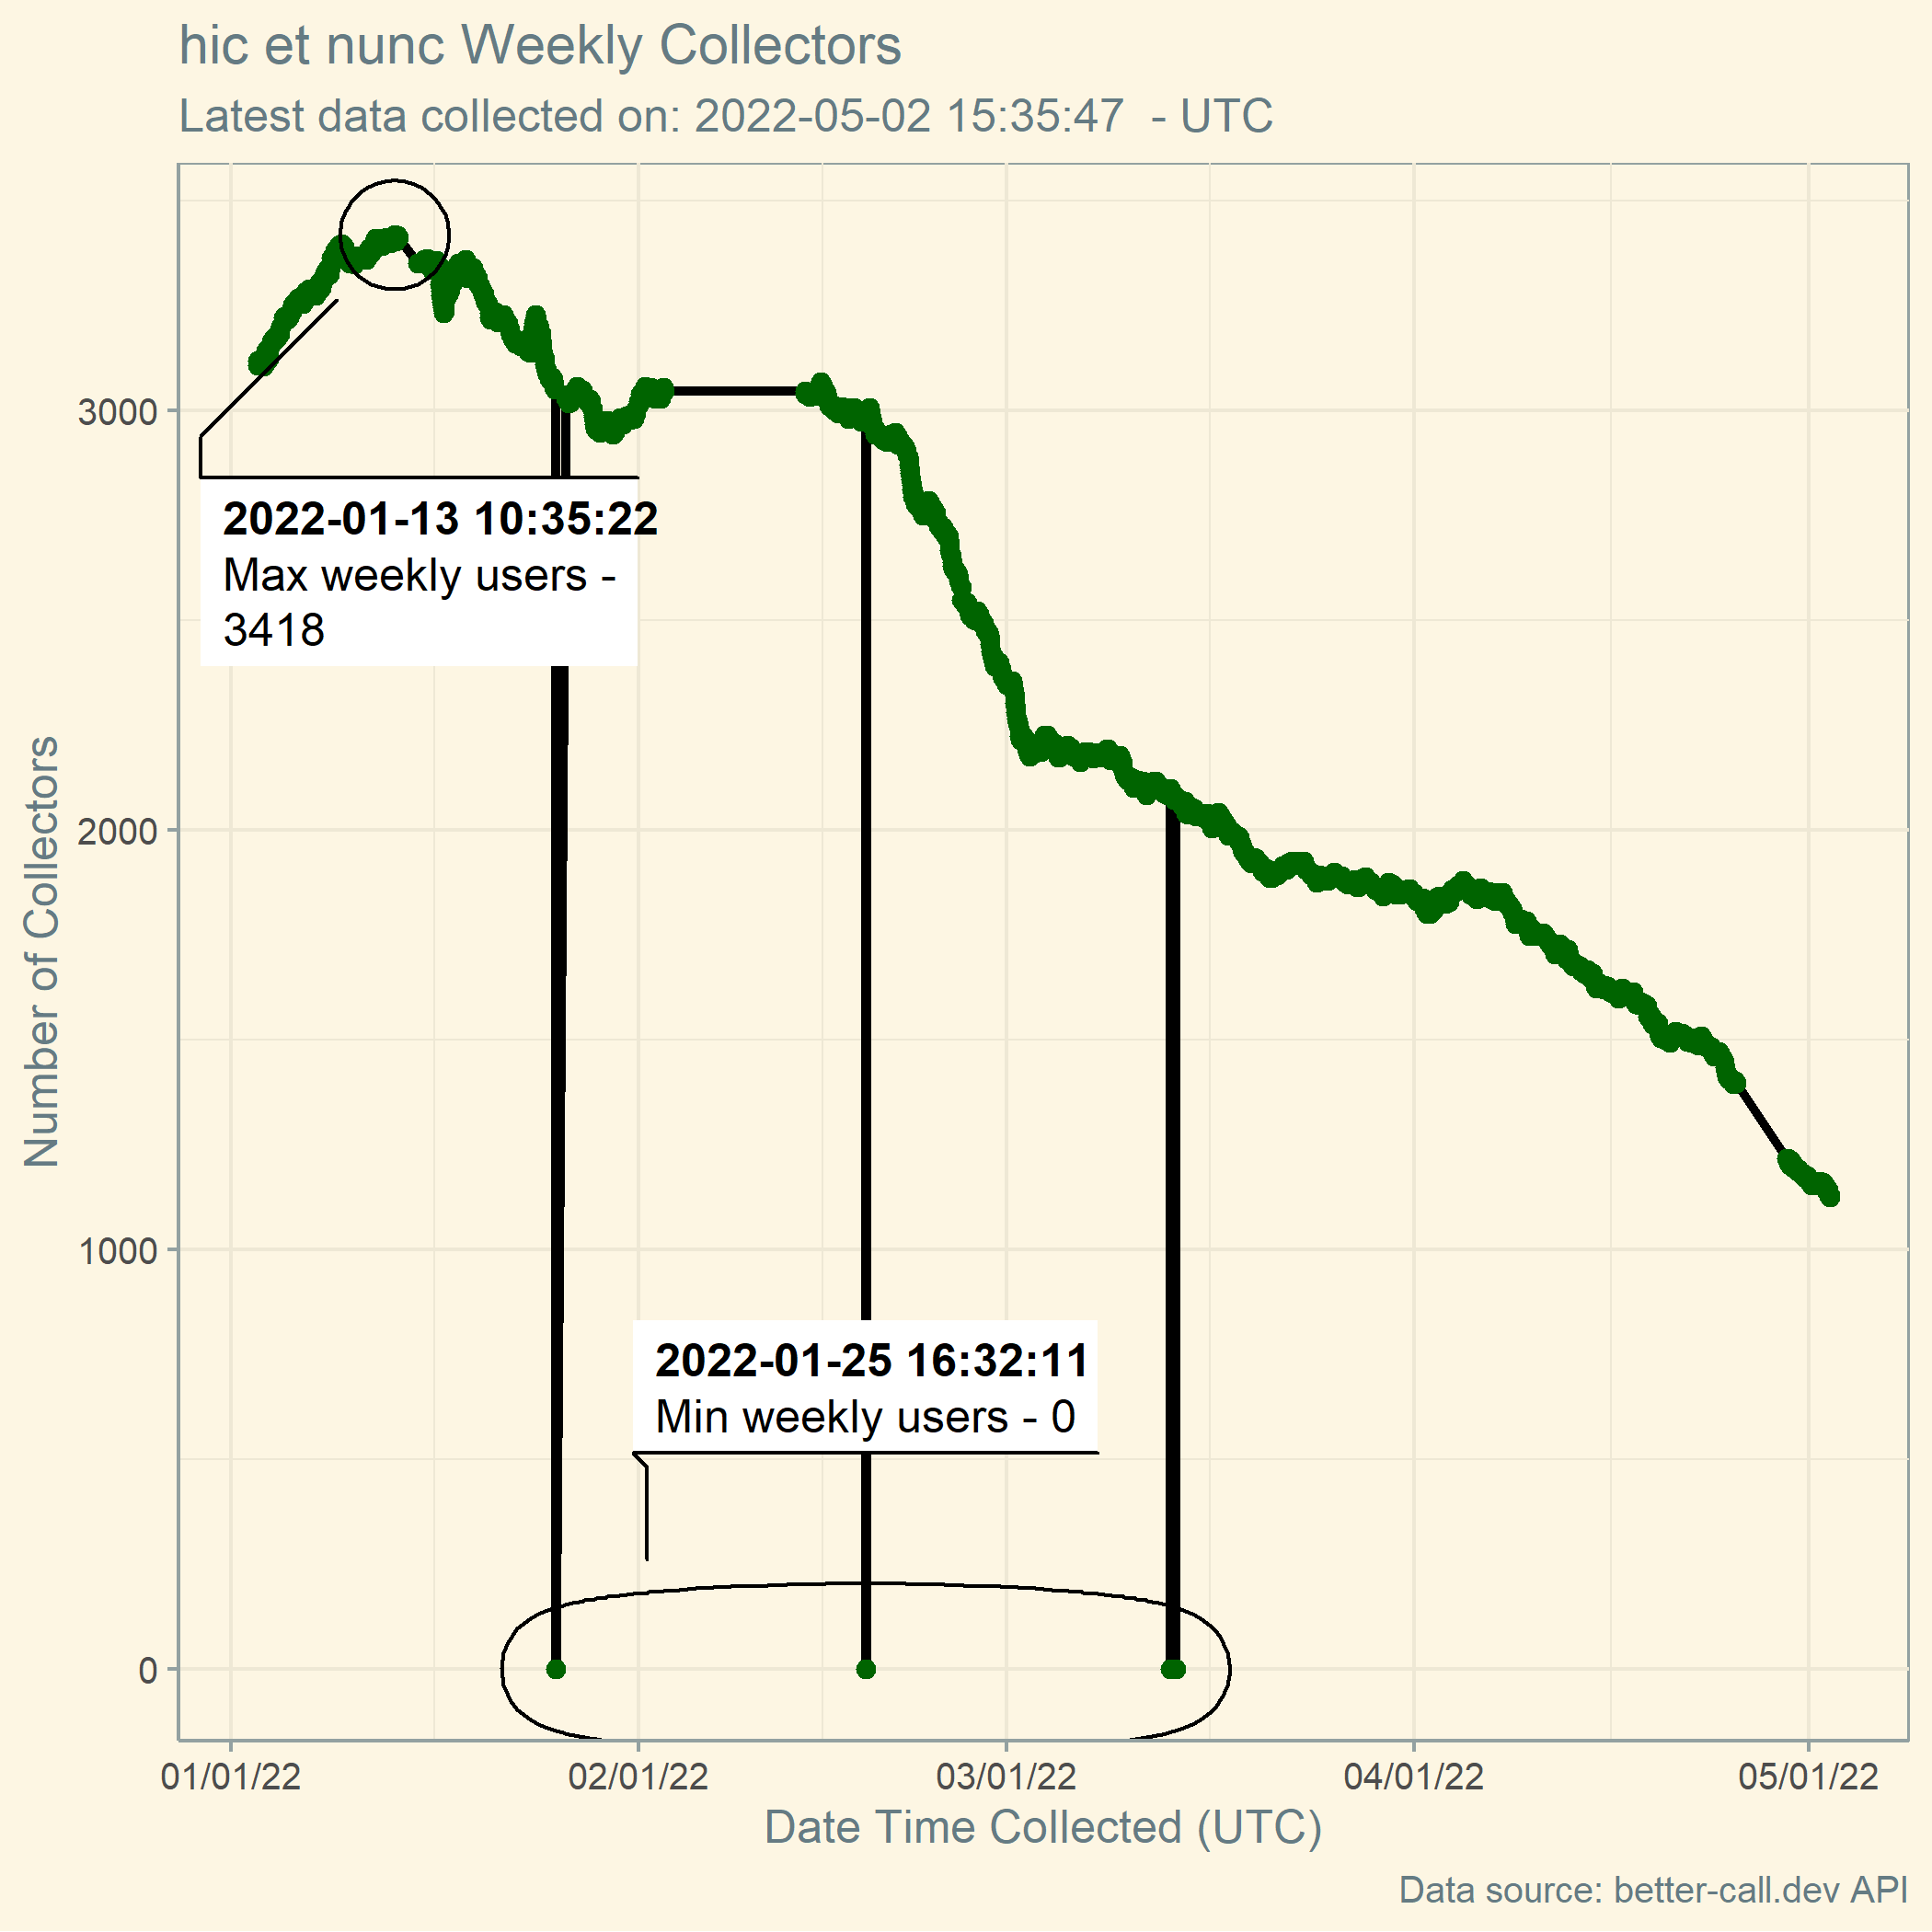 hic et nunc Weekly Collectors
Latest data collected on: 2022-05-02 15:35:47  - UTC
Number of Collectors
3000
2000
1000
0
2022-01-13 10:35:22
Max weekly users -
3418
2022-01-25 16:32:11
Min weekly users - 0
01/01/22 02/01/22 03/01/22 04/01/22 05/01/22
Date Time Collected (UTC)
Data source: better-call.dev API